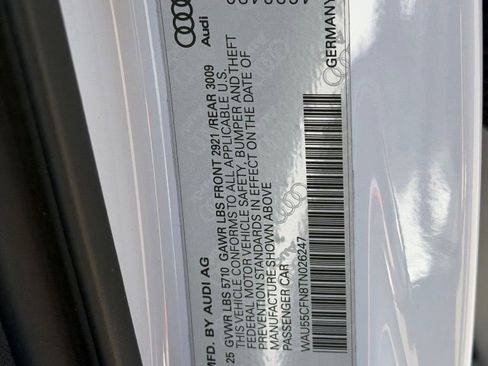 Audi
GERMANY
MFG. BY AUDI AG
25 GVWR LBS 5710 GAWR LBS FRONT 2921/REAR 3009
THIS VEHICLE CONFORMS TO ALL APPLICABLE U.S.
FEDERAL MOTOR VEHICLE SAFETY, BUMPER AND THEFT
PREVENTION STANDARDS IN EFFECT ON THE DATE OF
MANUFACTURE SHOWN ABOVE
PASSENGER CAR
WAU55CFN8TN026247